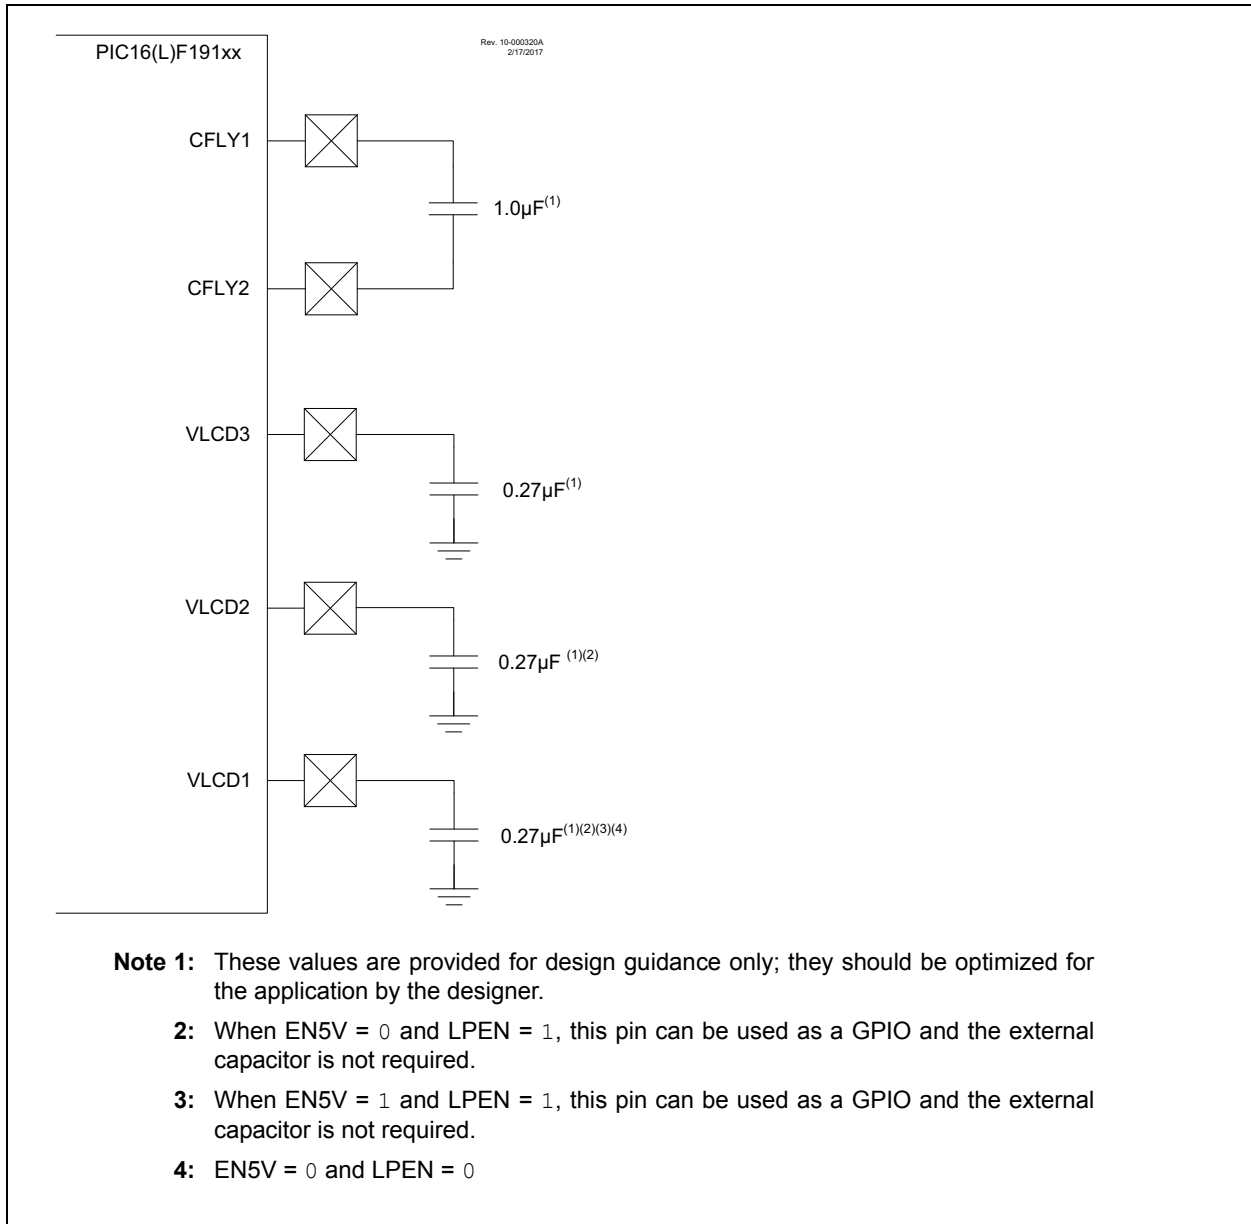 PIC16(L)F191xx
Rev. 10-000320A
2/17/2017
CFLY1
1.0µF(1)
CFLY2
VLCD3
0.27µF(1)
VLCD2
0.27µF (1)(2)
VLCD1
0.27µF(1)(2)(3)(4)
Note 1: These values are provided for design guidance only; they should be optimized for
the application by the designer.
2: When EN5V = 0 and LPEN = 1, this pin can be used as a GPIO and the external
capacitor is not required.
3: When EN5V = 1 and LPEN = 1, this pin can be used as a GPIO and the external
capacitor is not required.
4: EN5V = 0 and LPEN = 0